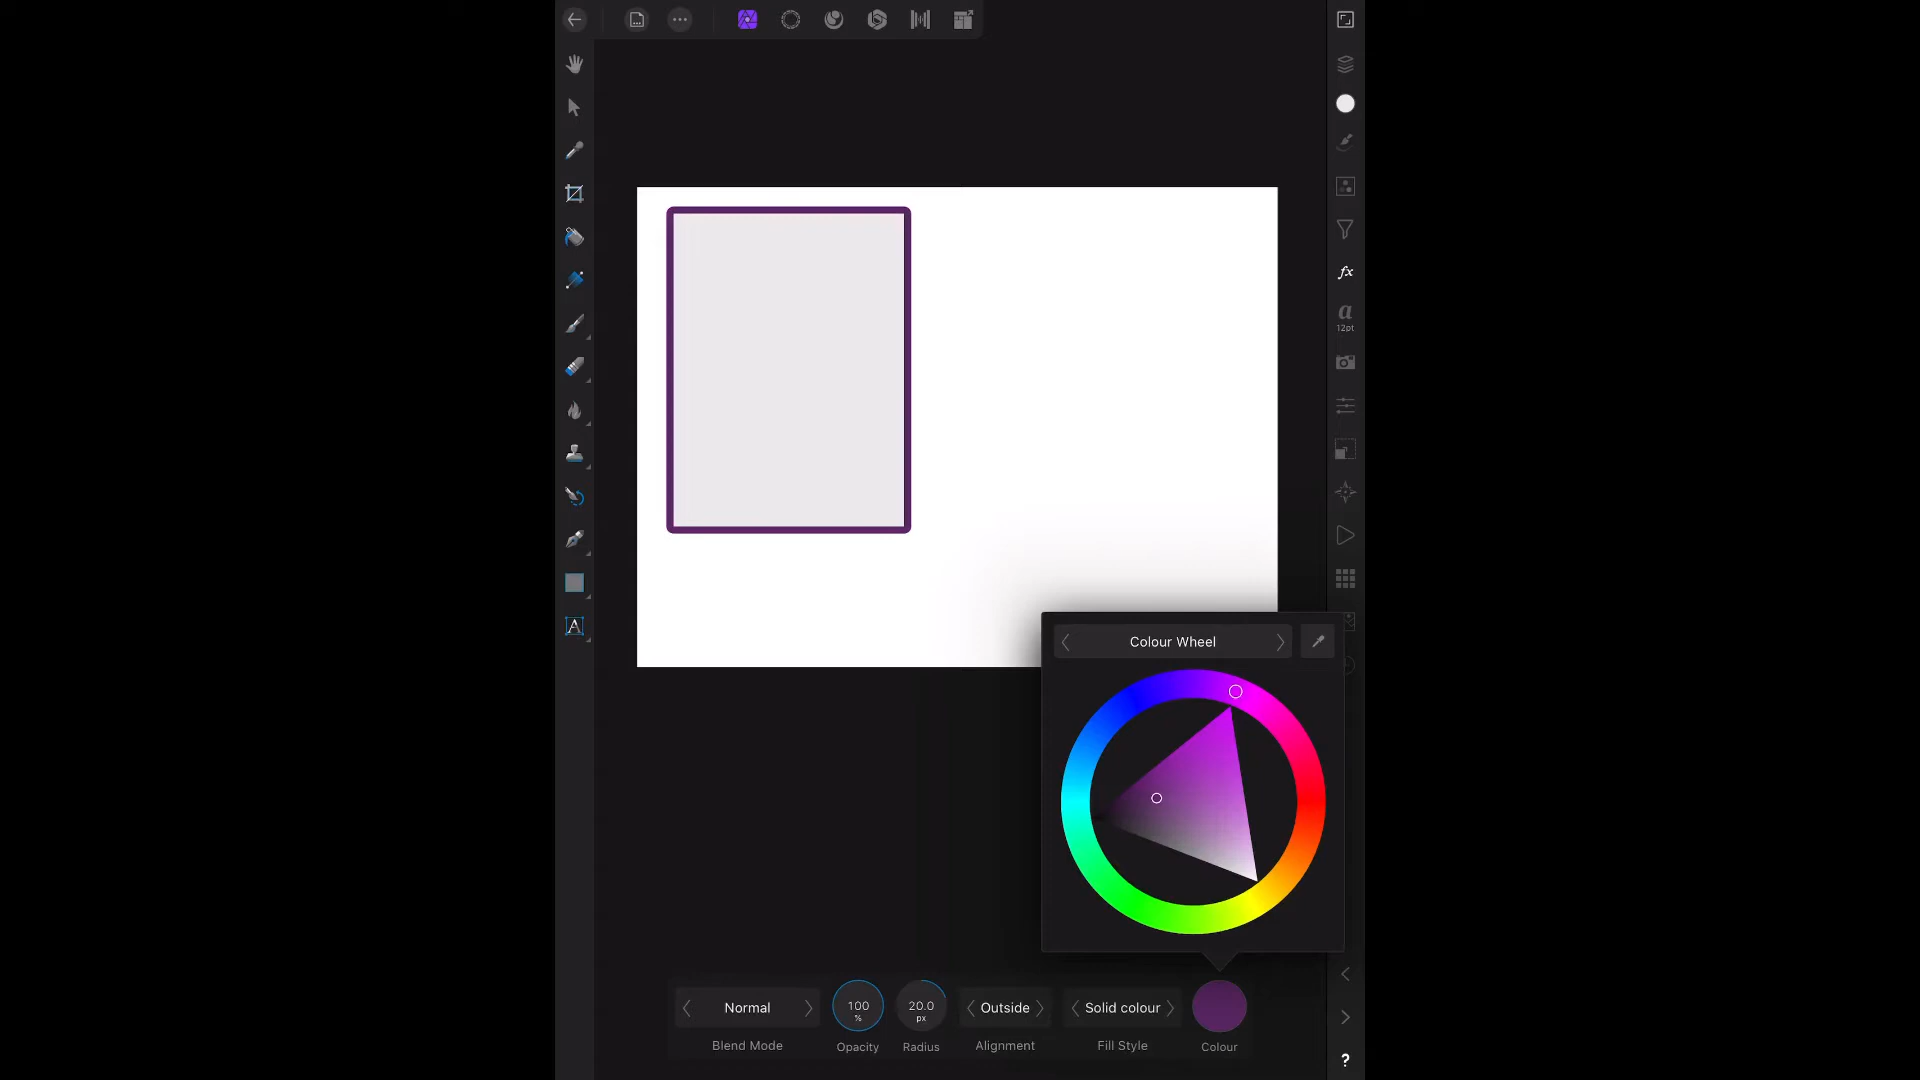 fx
a
12pt
A
Colour Wheel
Normal
100
%
20.0
px
Outside
Solid colour
Blend Mode
Opacity
Radius
Alignment
Fill Style
Colour
?